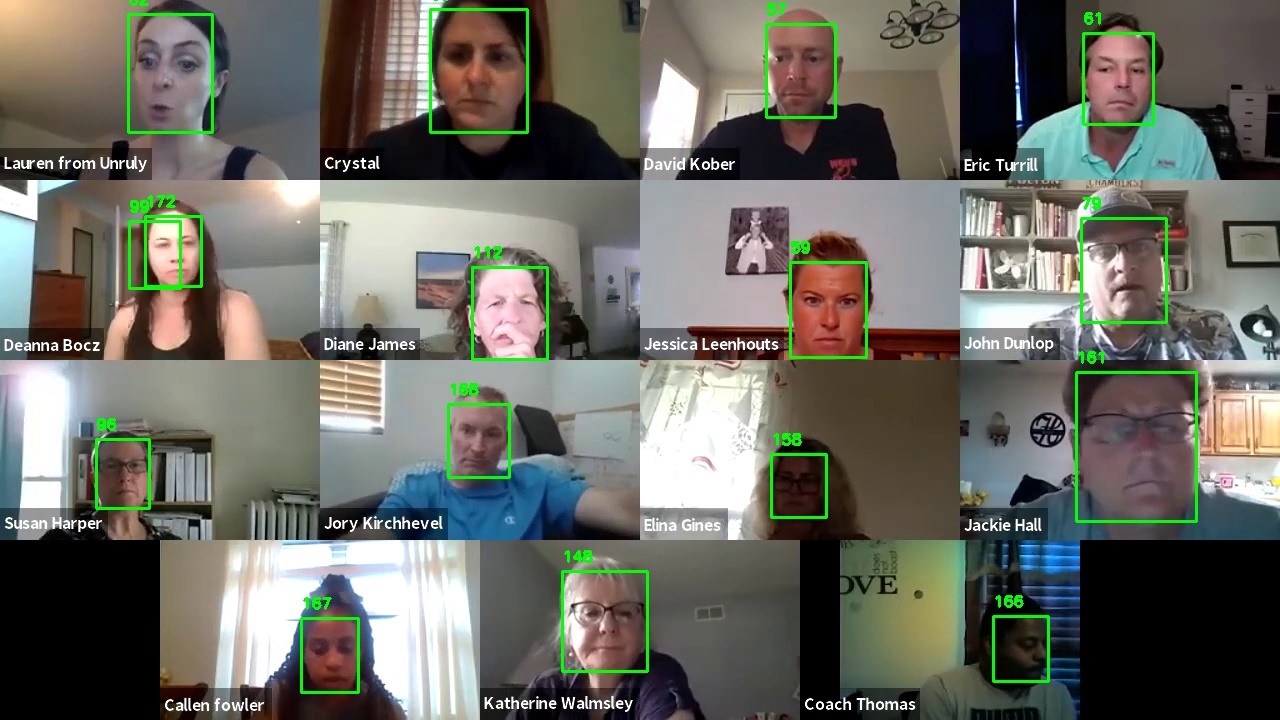 57
61
Lauren from Unruly
Crystal
David Kober
Eric Turrill
172
112
79
Deanna Bocz
Diane James
Jessica Leenhouts
John Dunlop
96
158
161
Susan Harper
Jory Kirchhevel
Elina Gines
Jackie Hall
167
148
166
OVE
Callen fowler
Katherine Walmsley
Coach Thomas